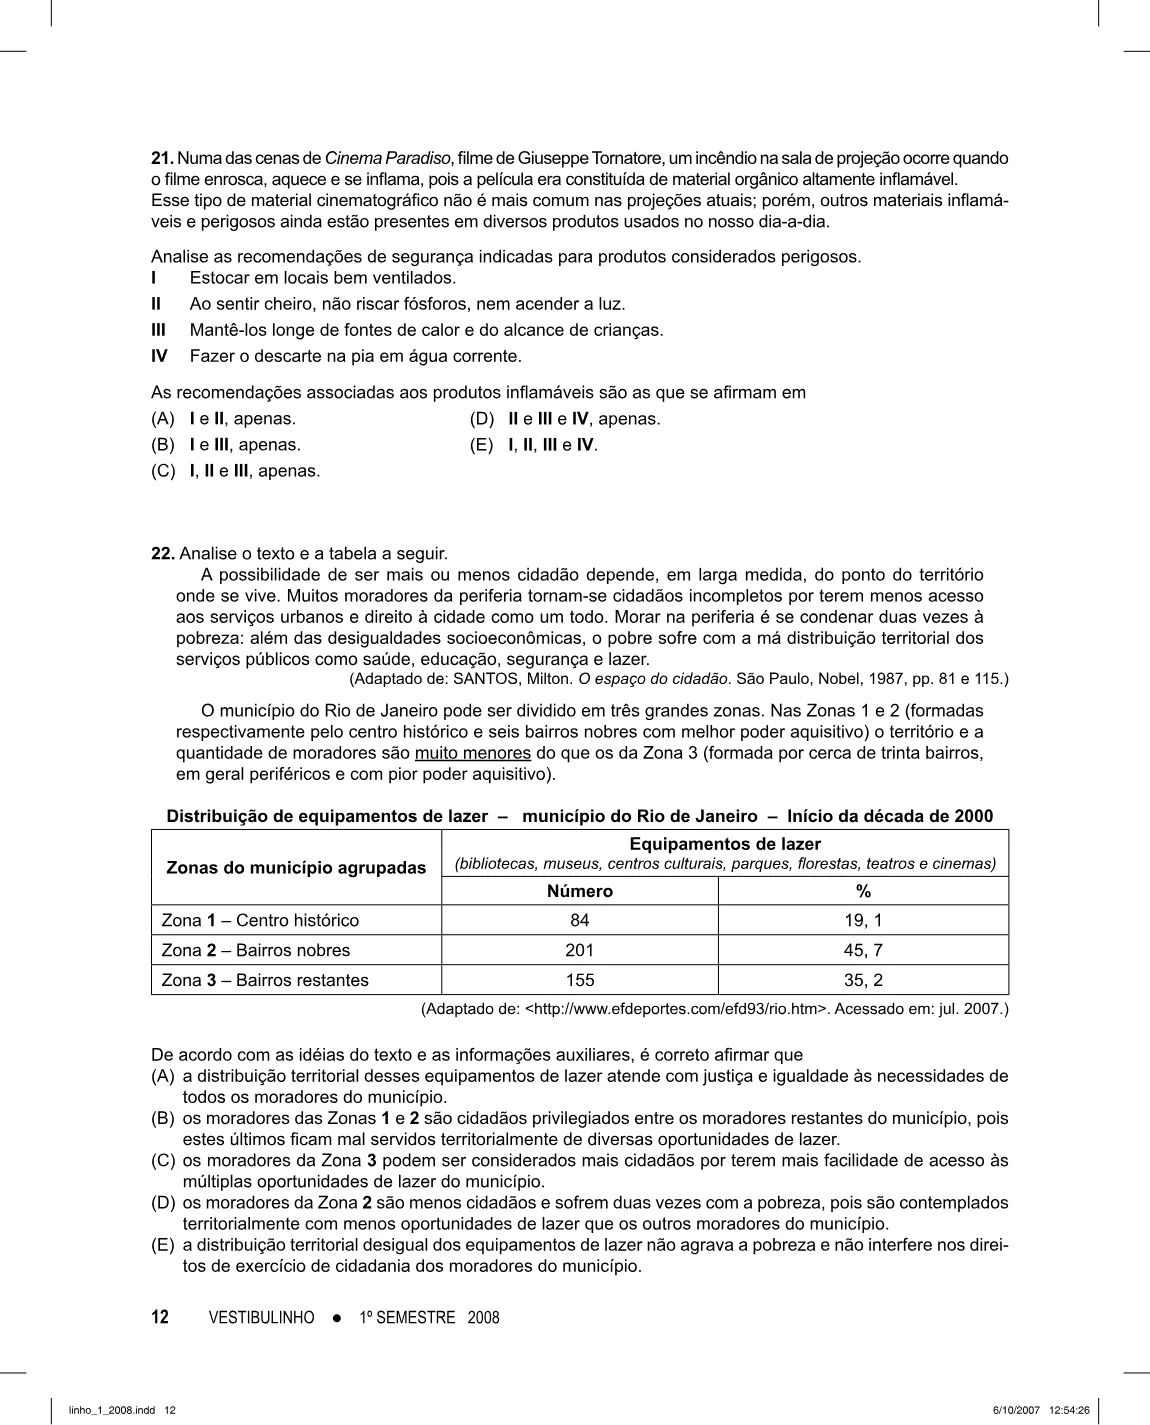 21. Numa das cenas de Cinema Paradiso, filme de Giuseppe Tornatore, um incêndio na sala de projeção ocorre quando
o filme enrosca, aquece e se inflama, pois a película era constituída de material orgânico altamente inflamável.
Esse tipo de material cinematográfico não é mais comum nas projeções atuais; porém, outros materiais inflamá-
veis e perigosos ainda estão presentes em diversos produtos usados no nosso dia-a-dia.
Analise as recomendações de segurança indicadas para produtos considerados perigosos.
I Estocar em locais bem ventilados.
II Ao sentir cheiro, não riscar fósforos, nem acender a luz.
III Mantê-los longe de fontes de calor e do alcance de crianças.
IV Fazer o descarte na pia em água corrente.
As recomendações associadas aos produtos inflamáveis são as que se afirmam em
(A) I e II, apenas.
(B) I e III, apenas.
(C) I, II e III, apenas.
(D) II e III e IV, apenas.
(E) I, II, III e IV.
22. Analise o texto e a tabela a seguir.
A possibilidade de ser mais ou menos cidadão depende, em larga medida, do ponto do território
onde se vive. Muitos moradores da periferia tornam-se cidadãos incompletos por terem menos acesso
aos serviços urbanos e direito à cidade como um todo. Morar na periferia é se condenar duas vezes à
pobreza: além das desigualdades socioeconômicas, o pobre sofre com a má distribuição territorial dos
serviços públicos como saúde, educação, segurança e lazer.
(Adaptado de: SANTOS, Milton. O espaço do cidadão. São Paulo, Nobel, 1987, pp. 81 e 115.)
O município do Rio de Janeiro pode ser dividido em três grandes zonas. Nas Zonas 1 e 2 (formadas
respectivamente pelo centro histórico e seis bairros nobres com melhor poder aquisitivo) o território e a
quantidade de moradores são muito menores do que os da Zona 3 (formada por cerca de trinta bairros,
em geral periféricos e com pior poder aquisitivo).
Distribuição de equipamentos de lazer – município do Rio de Janeiro – Início da década de 2000
Zonas do município agrupadas
Equipamentos de lazer
(bibliotecas, museus, centros culturais, parques, florestas, teatros e cinemas)
Número %
Zona 1 – Centro histórico 84 19, 1
Zona 2 – Bairros nobres 201 45, 7
Zona 3 – Bairros restantes 155 35, 2
(Adaptado de: <http://www.efdeportes.com/efd93/rio.htm>. Acessado em: jul. 2007.)
De acordo com as idéias do texto e as informações auxiliares, é correto afirmar que
(A) a distribuição territorial desses equipamentos de lazer atende com justiça e igualdade às necessidades de
todos os moradores do município.
(B) os moradores das Zonas 1 e 2 são cidadãos privilegiados entre os moradores restantes do município, pois
estes últimos ficam mal servidos territorialmente de diversas oportunidades de lazer.
(C) os moradores da Zona 3 podem ser considerados mais cidadãos por terem mais facilidade de acesso às
múltiplas oportunidades de lazer do município.
(D) os moradores da Zona 2 são menos cidadãos e sofrem duas vezes com a pobreza, pois são contemplados
territorialmente com menos oportunidades de lazer que os outros moradores do município.
(E) a distribuição territorial desigual dos equipamentos de lazer não agrava a pobreza e não interfere nos direi-
tos de exercício de cidadania dos moradores do município.
12 VESTIBULINHO ● 1º SEMESTRE 2008
linho_1_2008.indd 12 6/10/2007 12:54:26